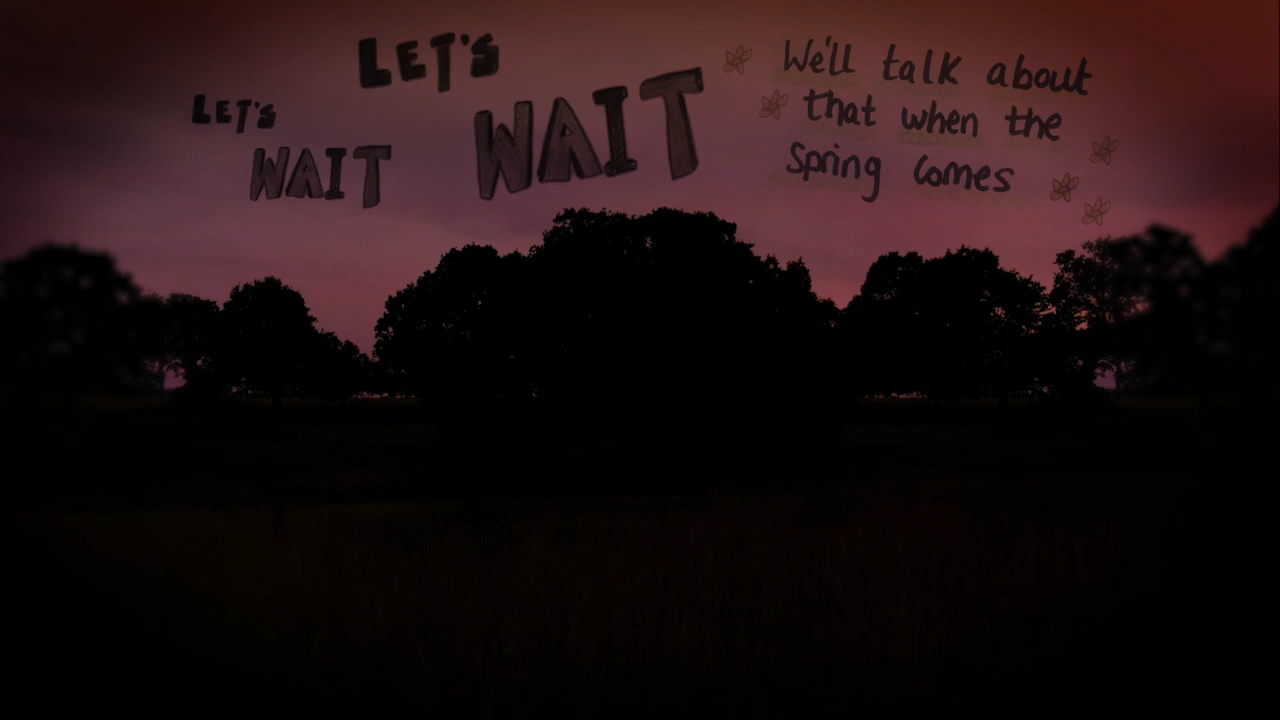 LET'S
WAIT
LET'S
WAIT
We'll talk about
that when the
Spring comes